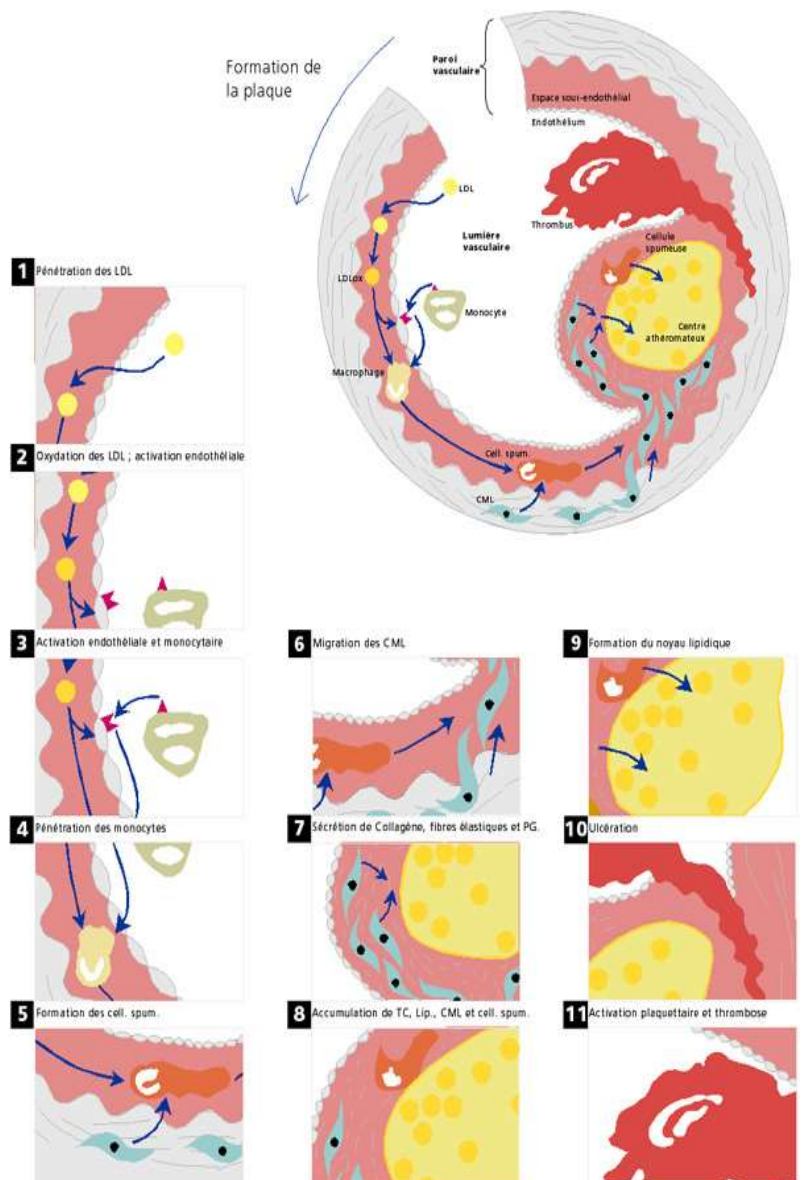 Formation de
la plaque
Paroi
vasculaire
Espace sous-endothélial
Endothélium
LDL
Thrombus
Lumière
vasculaire
Cellule
spumeuse
LDLox
Monocyte
Centre
athéromateux
Macrophage
Cell. spum.
CML
1 Pénétration des LDL
2 Oxydation des LDL ; activation endothéliale
3 Activation endothéliale et monocytaire
4 Pénétration des monocytes
5 Formation des cell. spum.
6 Migration des CML
7 Sécrétion de Collagène, fibres élastiques et PG.
8 Accumulation de TC, Lip., CML et cell. spum.
9 Formation du noyau lipidique
10 Ulcération
11 Activation plaquettaire et thrombose